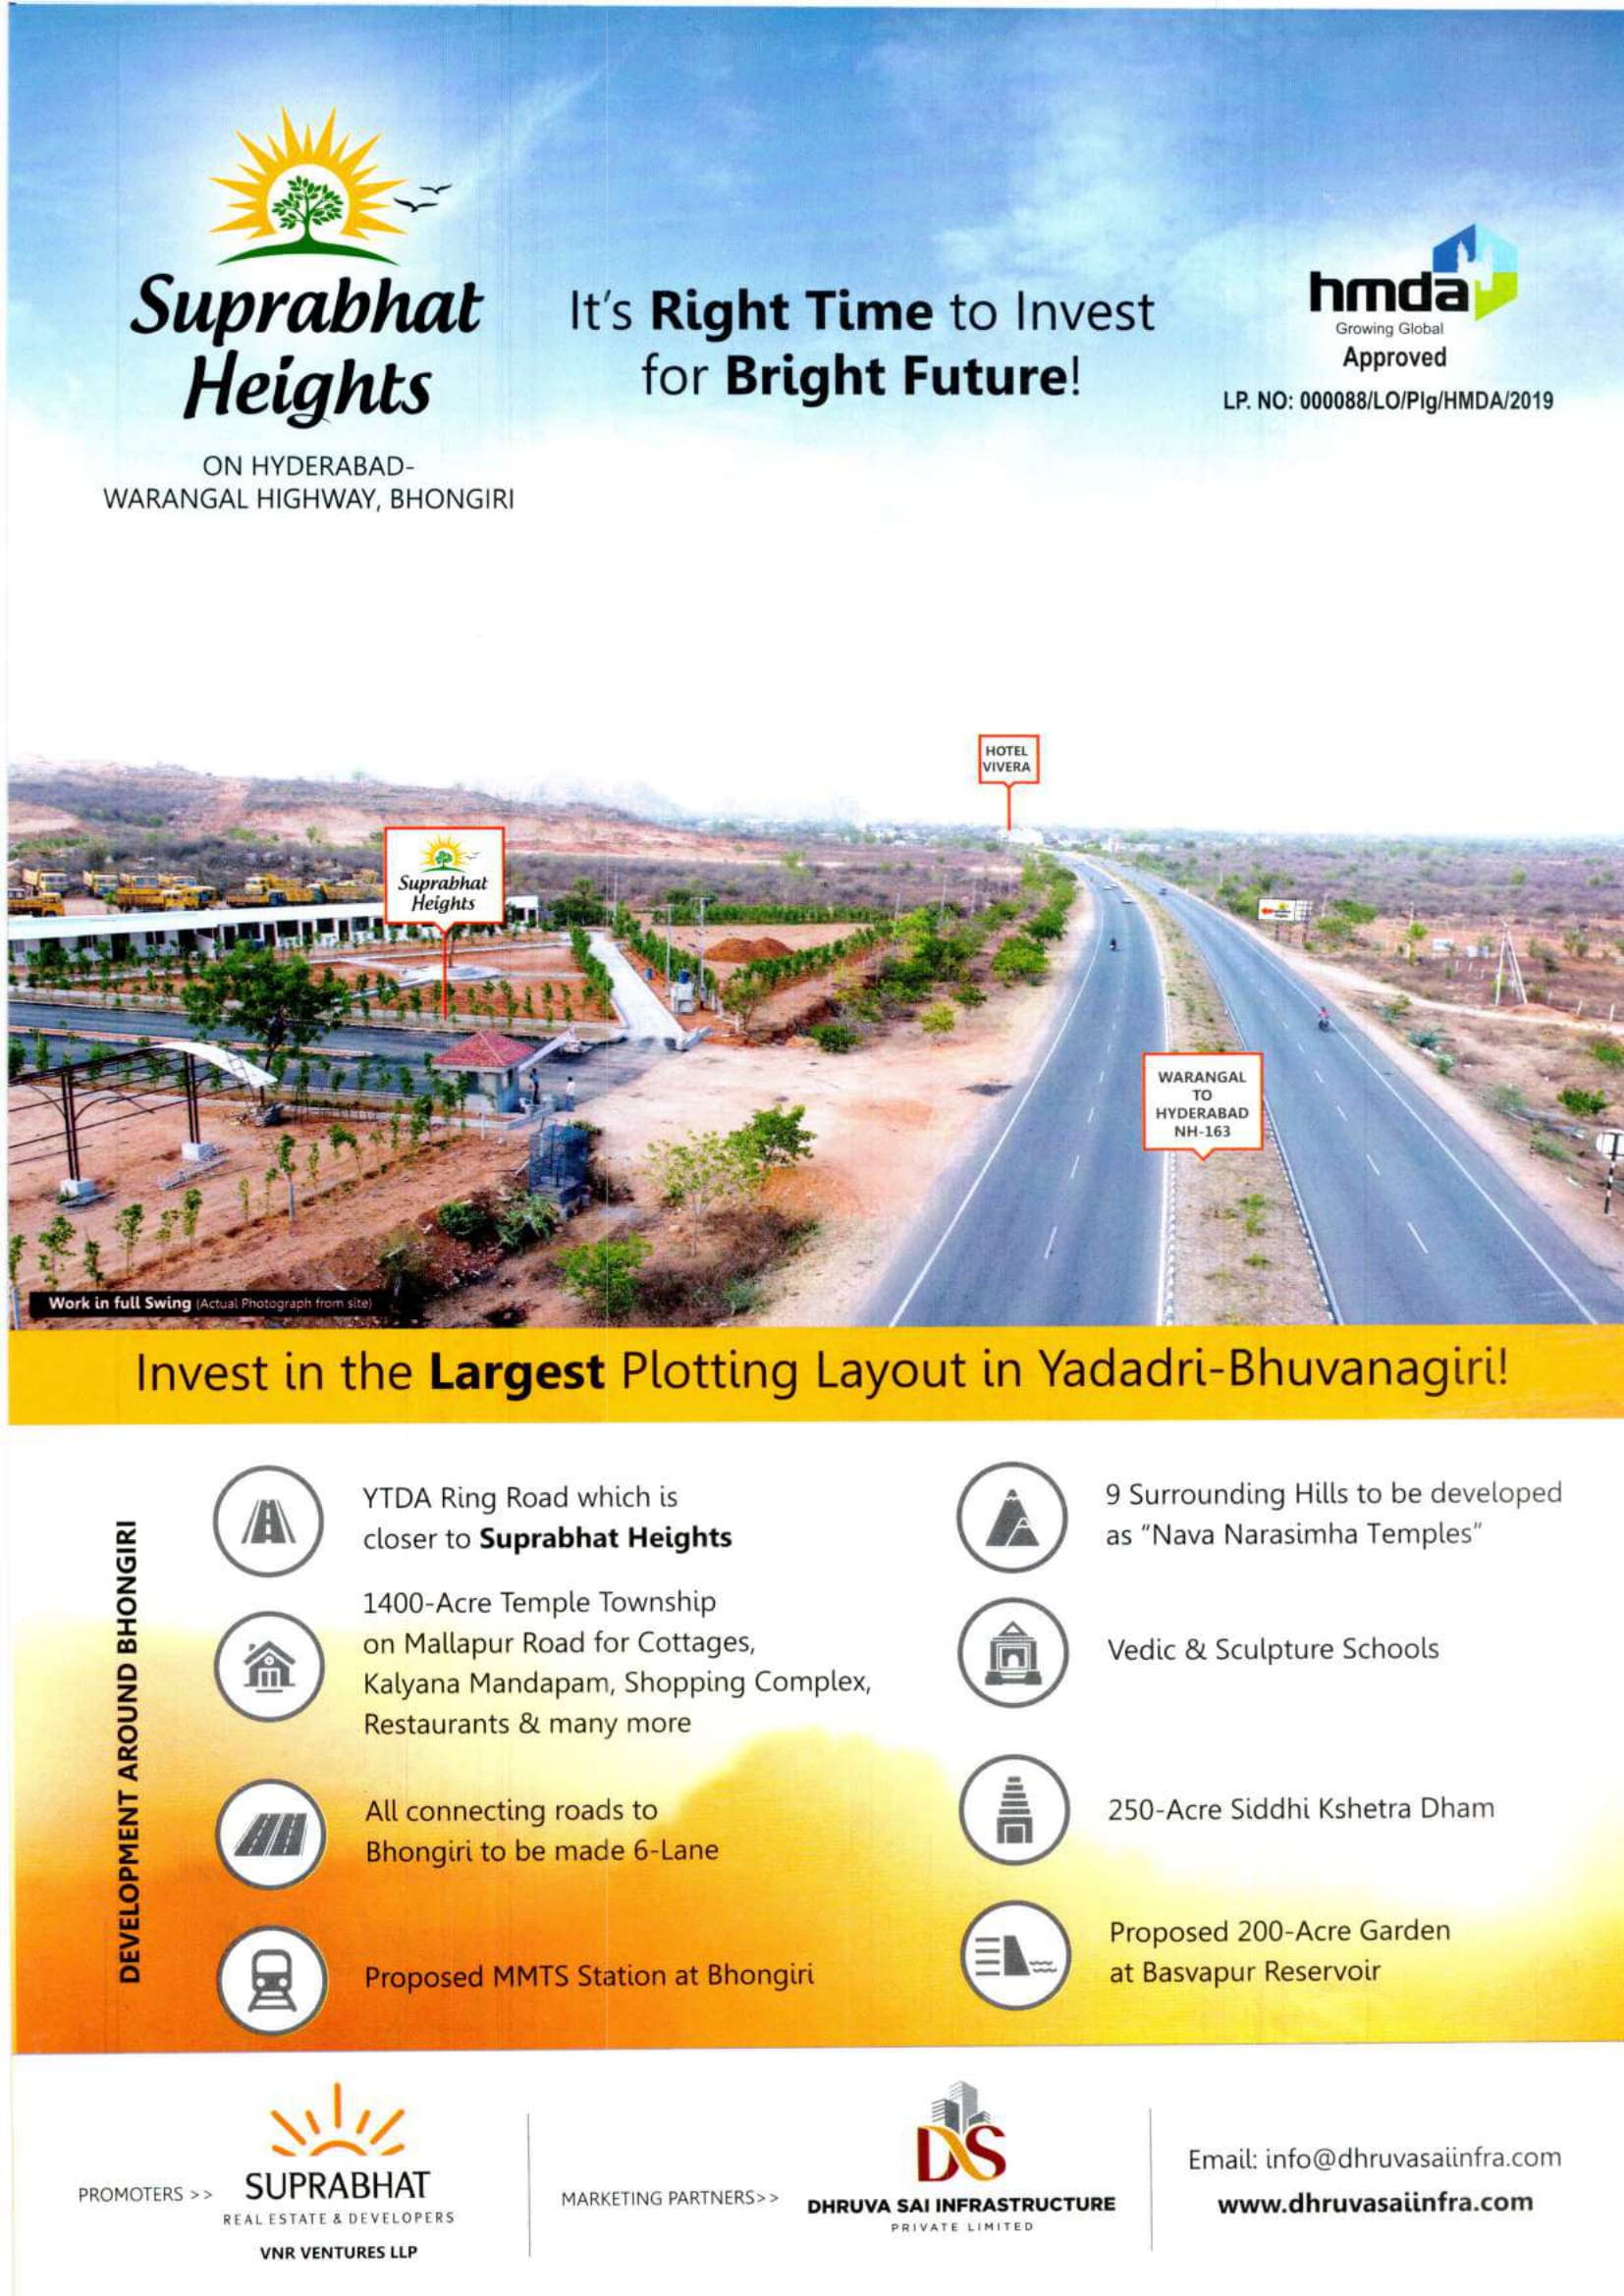 Suprabhat
Heights
ON HYDERABAD-
WARANGAL HIGHWAY, BHONGIRI
It's Right Time to Invest
for Bright Future!
hmda
Growing Global
Approved
LP. NO: 000088/LO/Plg/HMDA/2019
HOTEL
VIVERA
Suprabhat
Heights
WARANGAL
TO
HYDERABAD
NH-163
Work in full Swing (Actual Photograph from site)
Invest in the Largest Plotting Layout in Yadadri-Bhuvanagiri!
DEVELOPMENT AROUND BHONGIRI
YTDA Ring Road which is
closer to Suprabhat Heights
1400-Acre Temple Township
on Mallapur Road for Cottages,
Kalyana Mandapam, Shopping Complex,
Restaurants & many more
All connecting roads to
Bhongiri to be made 6-Lane
Proposed MMTS Station at Bhongiri
9 Surrounding Hills to be developed
as "Nava Narasimha Temples"
Vedic & Sculpture Schools
250-Acre Siddhi Kshetra Dham
Proposed 200-Acre Garden
at Basvapur Reservoir
PROMOTERS >>
SUPRABHAT
REAL ESTATE & DEVELOPERS
VNR VENTURES LLP
MARKETING PARTNERS>>
DS
DHRUVA SAI INFRASTRUCTURE
PRIVATE LIMITED
Email: info@dhruvasaiinfra.com
www.dhruvasaiinfra.com